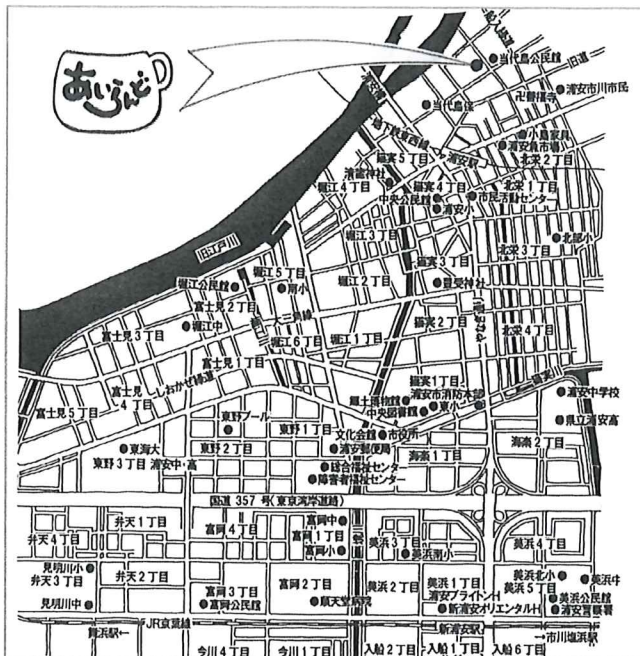 あいらんど
当代島公民館
旧道
浦安市川市民
当代島保
善福寺
小島家具
浦安魚市場
地下鉄東西線
浦安駅
北栄2丁目
猫実5丁目
清瀧神社
堀江4丁目
猫実4丁目
北栄1丁目
中央公民館
市民活動センター
浦安小
堀江3丁目
旧江戸川
北栄3丁目
北部小
猫実3丁目
堀江5丁目
堀江公民館
南小
堀江2丁目
豊受神社
富士見2丁目
やなぎ通り
堀江中
猫実2丁目
富士見3丁目
堀江1丁目
北栄4丁目
堀江6丁目
富士見1丁目
しおかぜ緑道
猫実1丁目
浦安市消防本部
富士見
4丁目
郷土博物館
中央図書館
東小
浦安中学校
富士見5丁目
東野プール
東野1丁目
県立浦安高
文化会館
市役所
海楽2丁目
東海大
浦安中・高
東野2丁目
浦安郵便局
東野3丁目
海楽1丁目
総合福祉センター
障害者福祉センター
国道357号(東京湾岸道路)
弁天1丁目
富岡中
弁天4丁目
富岡4丁目
富岡1丁目
美浜3丁目
美浜4丁目
富岡小
美浜南小
見明川小
弁天3丁目
弁天2丁目
美浜北小
美浜中
富岡3丁目
富岡2丁目
美浜2丁目
美浜1丁目
美浜5丁目
浦安ブライトンH
美浜公民館
見明川中
富岡公民館
順天堂病院
新浦安オリエンタルH
浦安警察署
JR京葉線
新浦安駅
舞浜駅←
→市川塩浜駅
今川4丁目
今川1丁目
入船2丁目
入船1丁目
入船6丁目